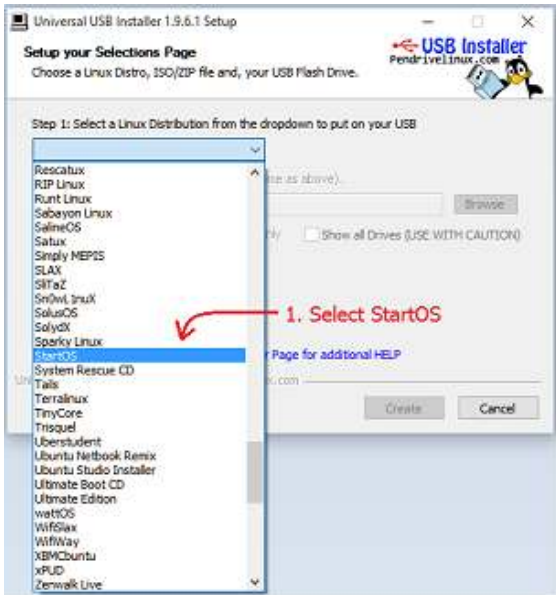 Universal USB Installer 1.9.6.1 Setup
Setup your Selections Page
Choose a Linux Distro, ISO/ZIP file and, your USB Flash Drive.
USB Installer
Pendrivelinux.com
Step 1: Select a Linux Distribution from the dropdown to put on your USB
Rescatux
RIP Linux
Runt Linux
Sabayon Linux
SalineOS
Satux
Simply MEPIS
SLAX
SliTaZ
Sn0wL1nuX
SolusOS
SolydX
Sparky Linux
StartOS
System Rescue CD
Tails
Terralinux
TinyCore
Trisquel
Uberstudent
Ubuntu Netbook Remix
Ubuntu Studio Installer
Ultimate Boot CD
Ultimate Edition
wattOS
WifiSlax
WifiWay
XBMCbuntu
xPUD
Zenwalk Live
as above).
Browse
Show all Drives (USE WITH CAUTION)
1. Select StartOS
Page for additional HELP
Create
Cancel